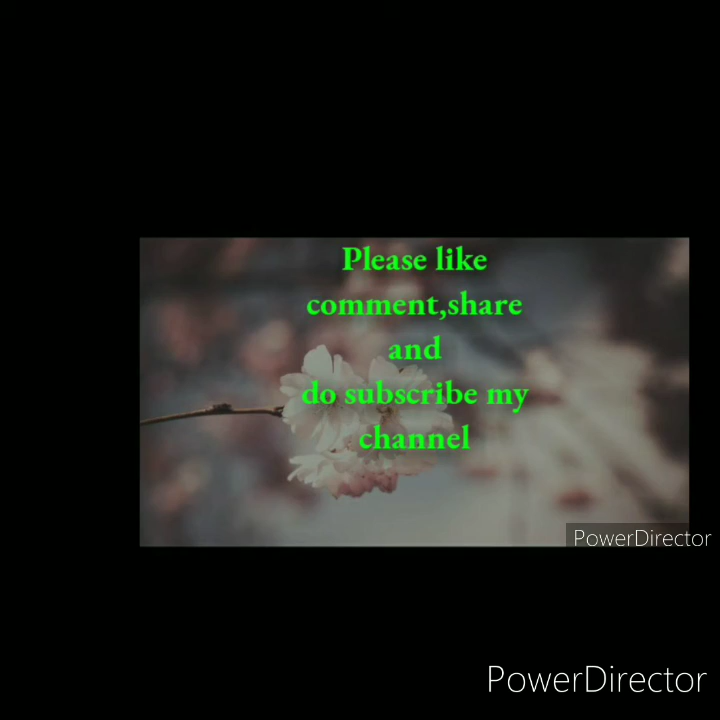 Please like
comment,share
and
do subscribe my
channel
PowerDirector
PowerDirector